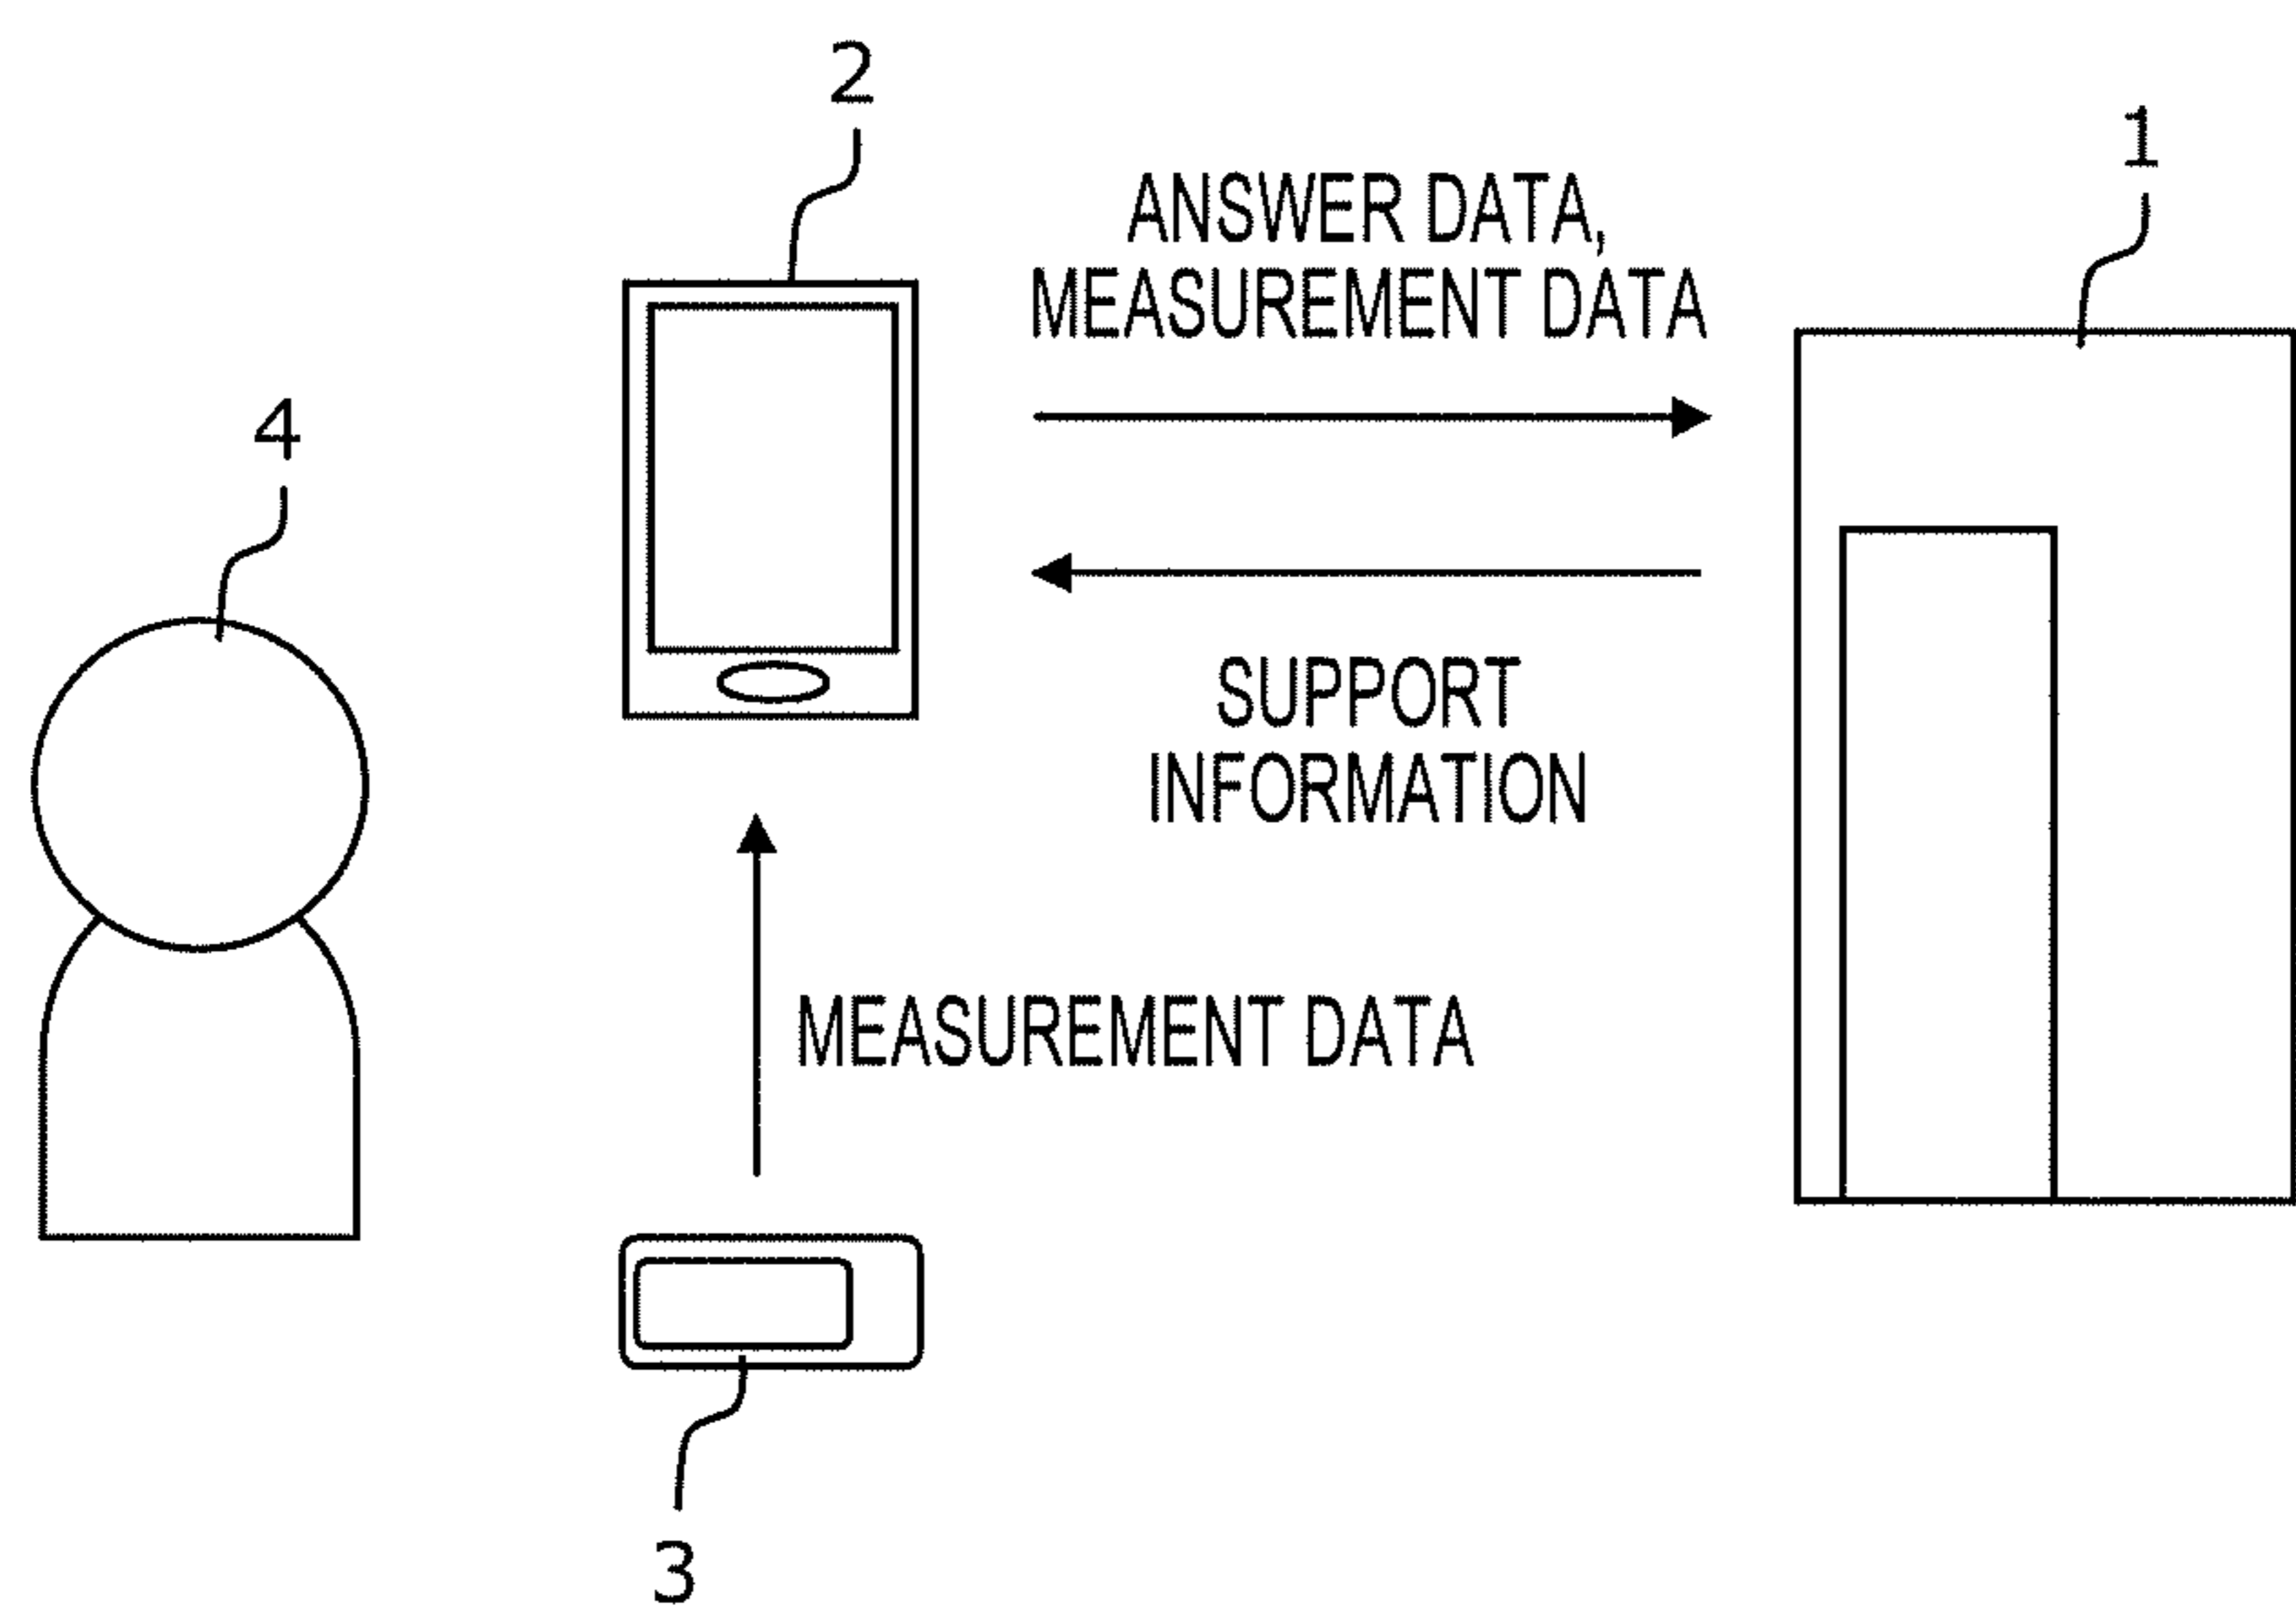 2
1
ANSWER DATA,
MEASUREMENT DATA
4
SUPPORT
INFORMATION
MEASUREMENT DATA
3